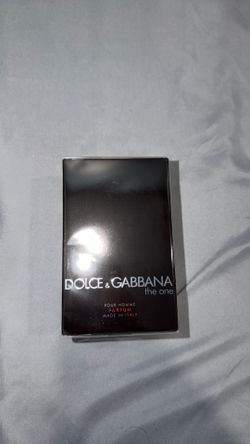 DOLCE & GABBANA
the one
POUR HOMME
PARFUM
MADE IN ITALY